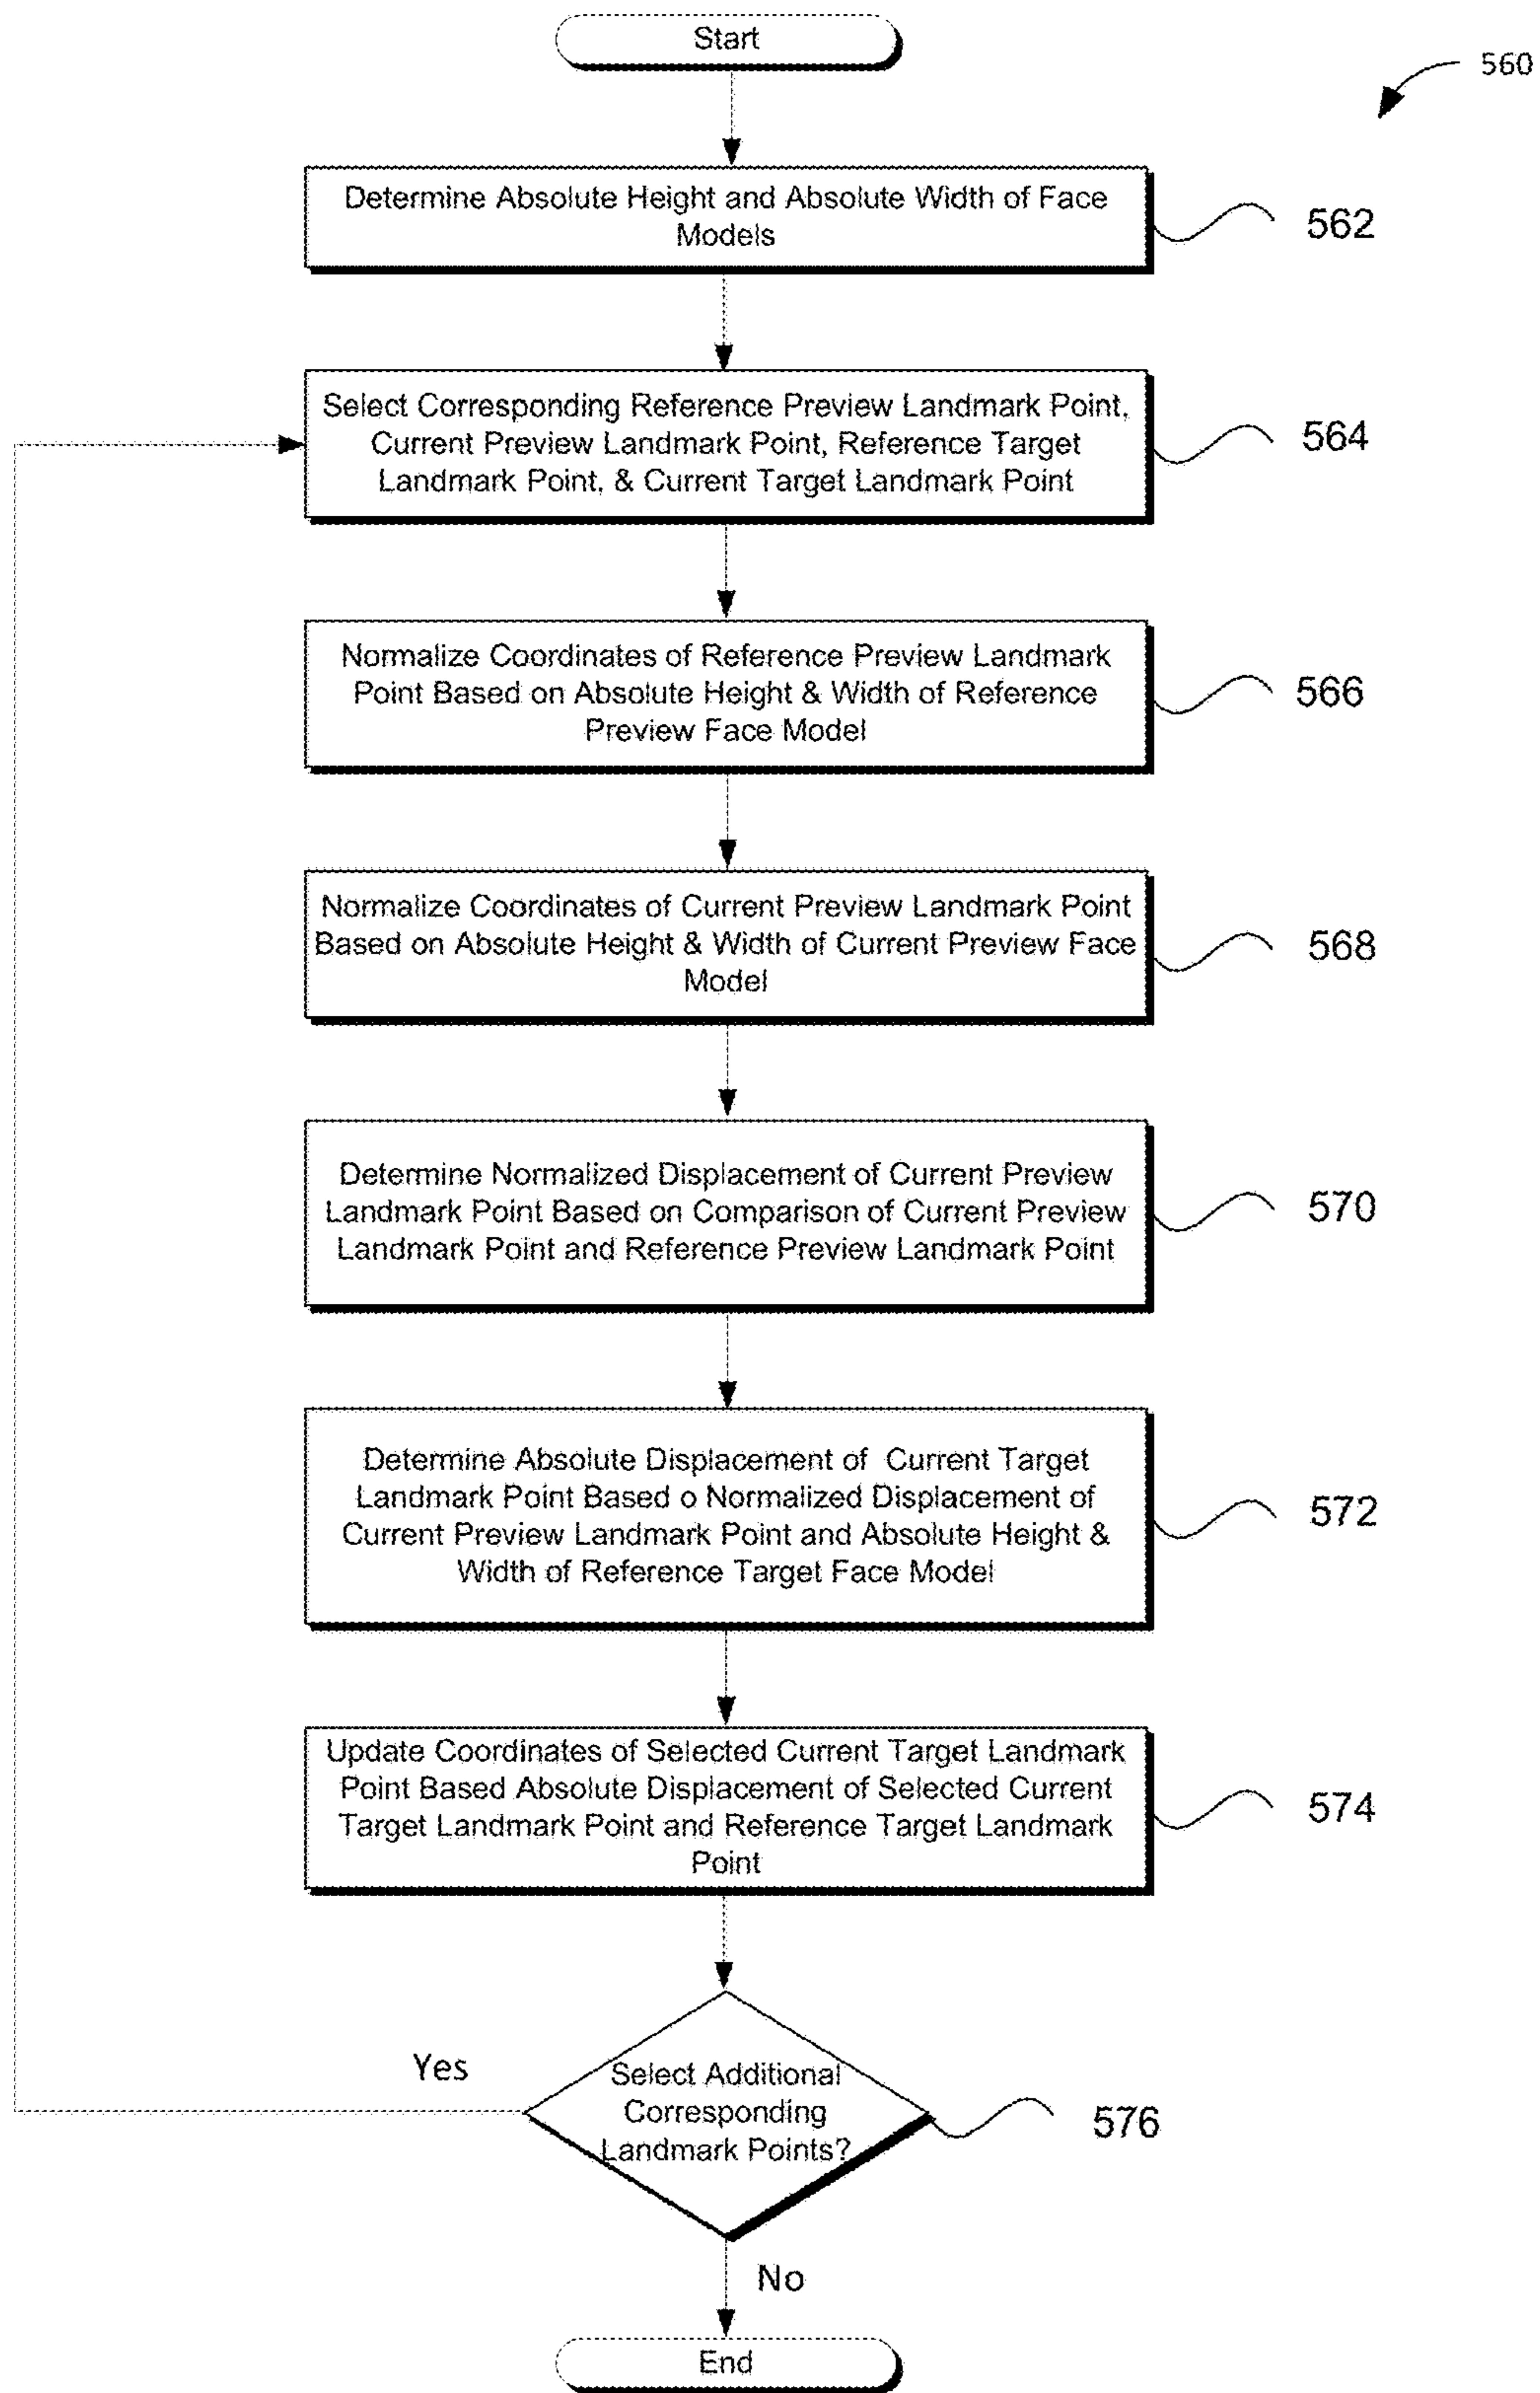 Start
560
Determine Absolute Height and Absolute Width of Face
Models
562
Select Corresponding Reference Preview Landmark Point,
Current Preview Landmark Point, Reference Target
Landmark Point, & Current Target Landmark Point
564
Normalize Coordinates of Reference Preview Landmark
Point Based on Absolute Height & Width of Reference
Preview Face Model
566
Normalize Coordinates of Current Preview Landmark Point
Based on Absolute Height & Width of Current Preview Face
Model
568
Determine Normalized Displacement of Current Preview
Landmark Point Based on Comparison of Current Preview
Landmark Point and Reference Preview Landmark Point
570
Determine Absolute Displacement of Current Target
Landmark Point Based o Normalized Displacement of
Current Preview Landmark Point and Absolute Height &
Width of Reference Target Face Model
572
Update Coordinates of Selected Current Target Landmark
Point Based Absolute Displacement of Selected Current
Target Landmark Point and Reference Target Landmark
Point
574
Yes
Select Additional
Corresponding
Landmark Points?
576
No
End